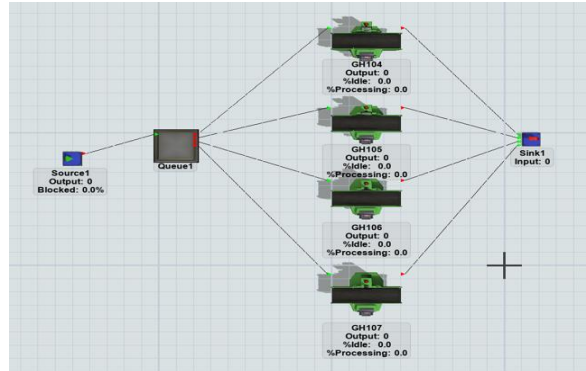 GH104
Output: 0
%Idle: 0.0
%Processing: 0.0
GH105
Output: 0
%Idle: 0.0
%Processing: 0.0
Queue1
Sink1
Input: 0
Source1
Output: 0
Blocked: 0.0%
GH106
Output: 0
%Idle: 0.0
%Processing: 0.0
GH107
Output: 0
%Idle: 0.0
%Processing: 0.0